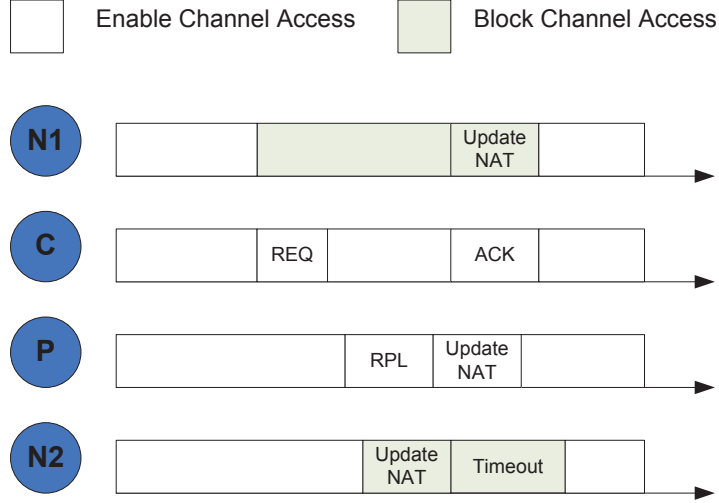 Enable Channel Access
Block Channel Access
N1
Update
NAT
C
REQ
ACK
P
RPL
Update
NAT
N2
Update
NAT
Timeout